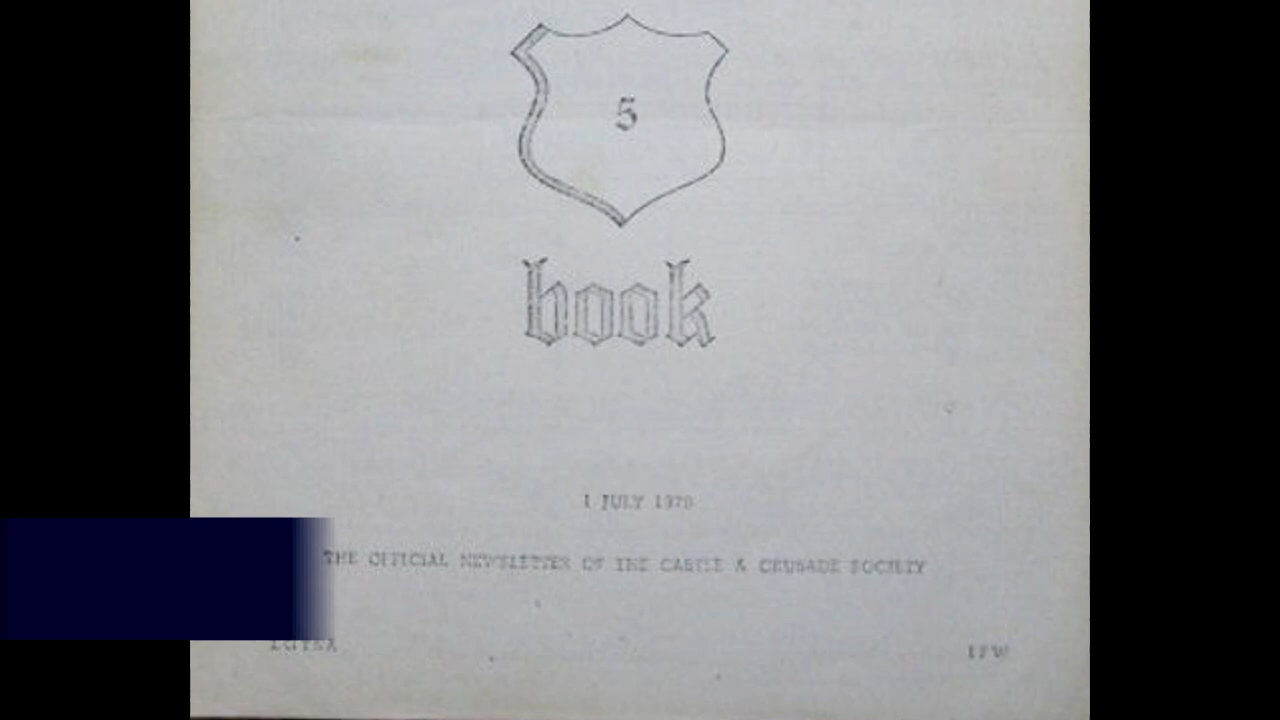 5
book
1 JULY 1970
THE OFFICIAL NEWSLETTER OF THE CASTLE & CRUSADE SOCIETY
IFW